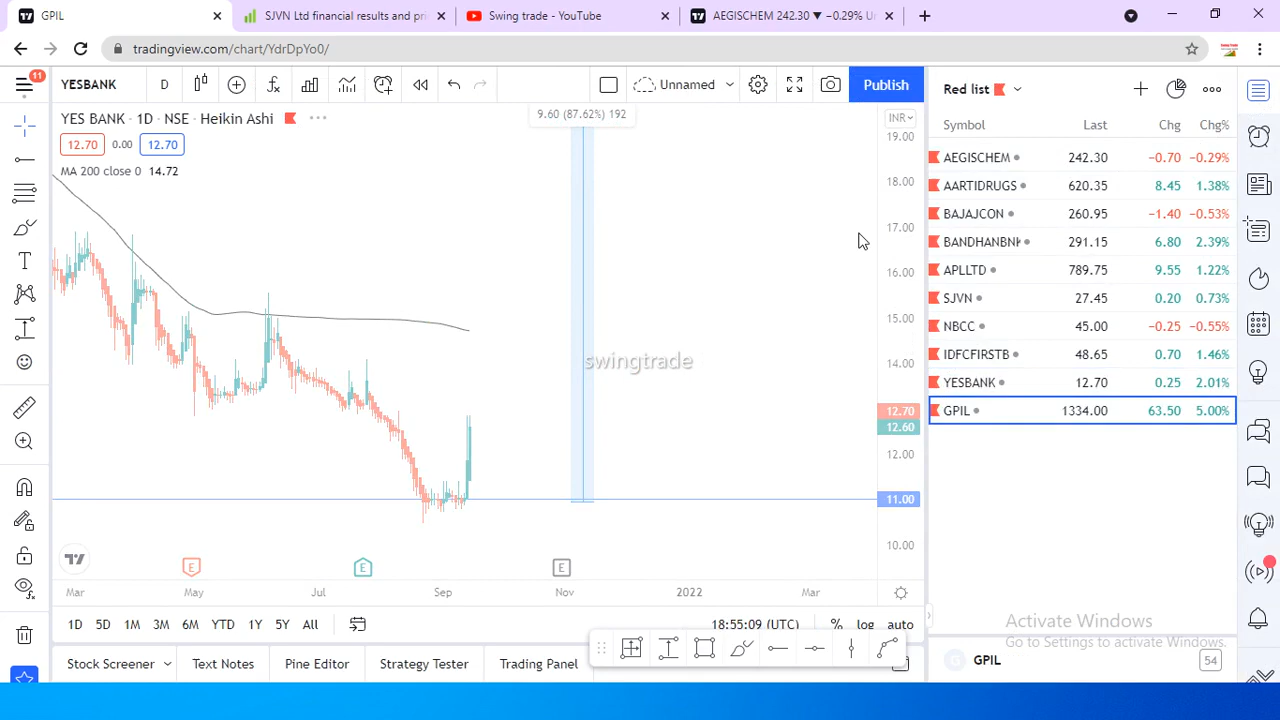 GPIL
SJVN Ltd financial results and pri
Swing trade - YouTube
AEGISCHEM 242.30 ▼ −0.29% Un
tradingview.com/chart/YdrDpYo0/
11
YESBANK
D
Unnamed
Publish
YES BANK · 1D · NSE · Heikin Ashi
12.70 0.00 12.70
MA 200 close 0 14.72
9.60 (87.62%) 192
INR
19.00
18.00
17.00
16.00
15.00
14.00
12.70
12.60
12.00
11.00
10.00
swingtrade
E
E
E
Mar May Jul Sep Nov 2022 Mar
1D 5D 1M 3M 6M YTD 1Y 5Y All
18:55:09 (UTC) % log auto
Stock Screener Text Notes Pine Editor Strategy Tester Trading Panel
Red list
Symbol Last Chg Chg%
AEGISCHEM 242.30 −0.70 −0.29%
AARTIDRUGS 620.35 8.45 1.38%
BAJAJCON 260.95 −1.40 −0.53%
BANDHANBNK 291.15 6.80 2.39%
APLLTD 789.75 9.55 1.22%
SJVN 27.45 0.20 0.73%
NBCC 45.00 −0.25 −0.55%
IDFCFIRSTB 48.65 0.70 1.46%
YESBANK 12.70 0.25 2.01%
GPIL 1334.00 63.50 5.00%
Activate Windows
Go to Settings to activate Windows.
G GPIL 54